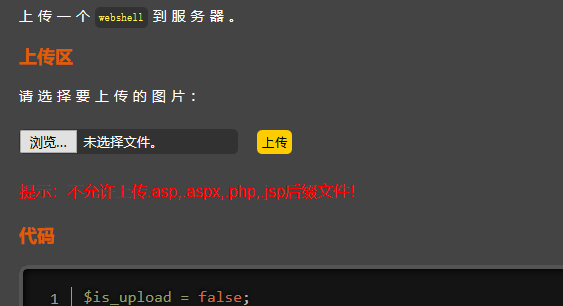 上传一个 webshell 到服务器。
上传区
请选择要上传的图片：
浏览... 未选择文件。 上传
提示：不允许上传.asp,.aspx,.php,.jsp后缀文件！
代码
1 $is_upload = false;